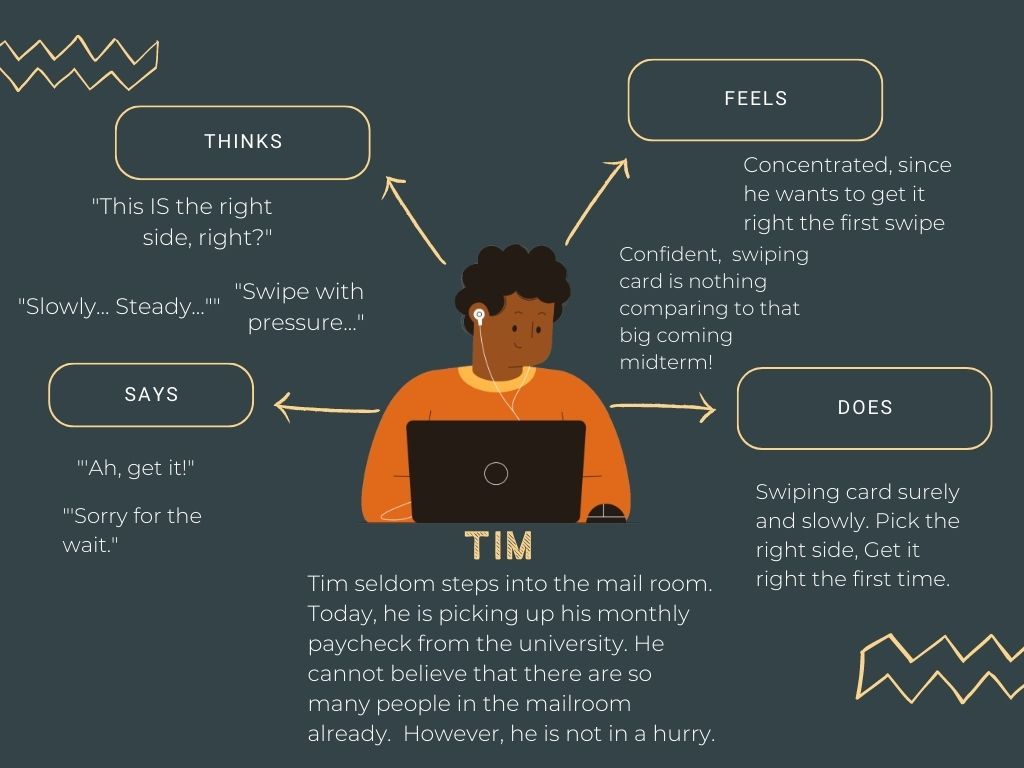 THINKS
"This IS the right
side, right?"
"Slowly... Steady...""
"Swipe with
pressure..."
FEELS
Concentrated, since
he wants to get it
right the first swipe
Confident,  swiping
card is nothing
comparing to that
big coming
midterm!
SAYS
"'Ah, get it!"
"'Sorry for the
wait."
DOES
Swiping card surely
and slowly. Pick the
right side, Get it
right the first time.
TIM
Tim seldom steps into the mail room.
Today, he is picking up his monthly
paycheck from the university. He
cannot believe that there are so
many people in the mailroom
already.  However, he is not in a hurry.